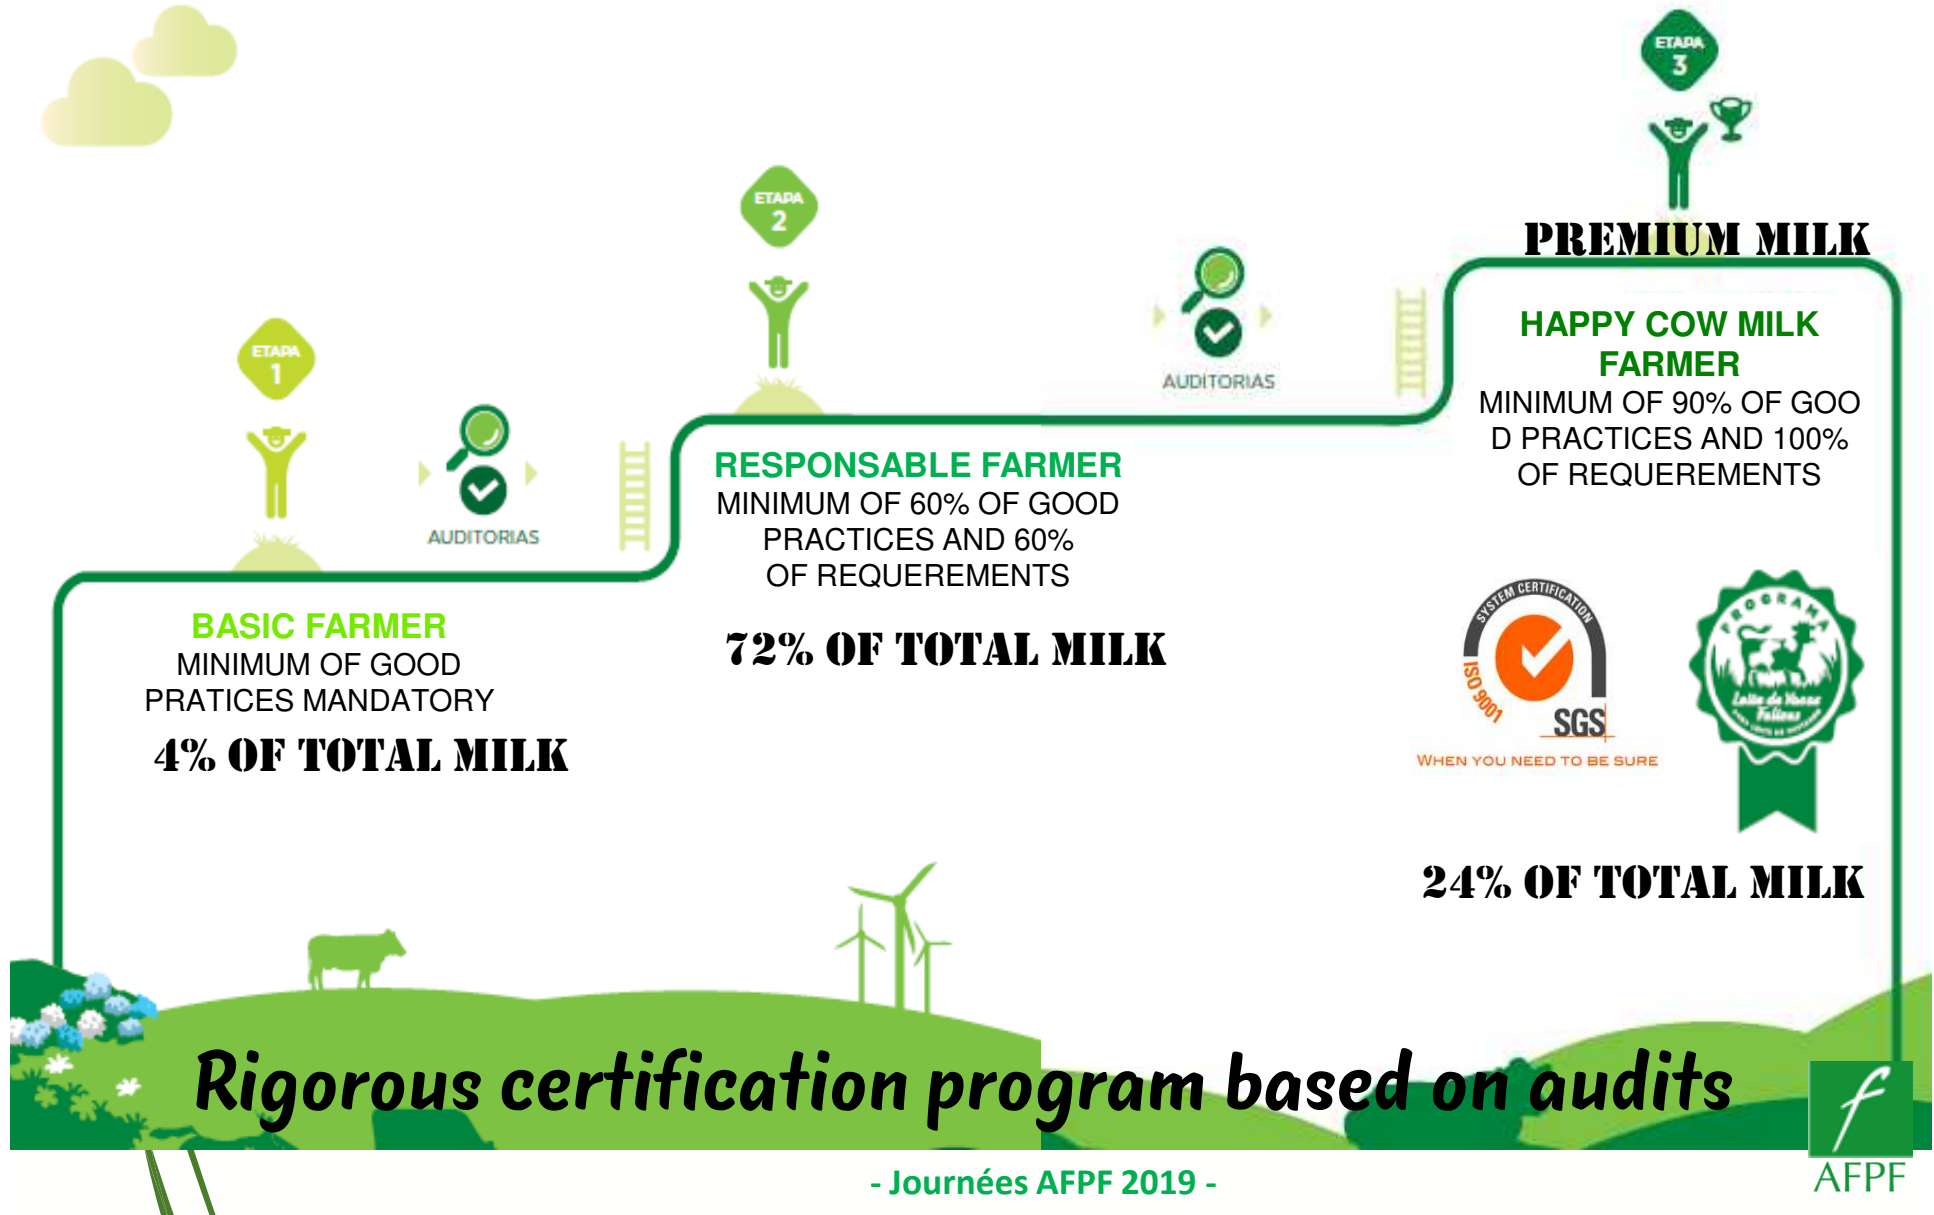 ETAPA
1
AUDITORIAS
BASIC FARMER
MINIMUM OF GOOD
PRATICES MANDATORY
4% OF TOTAL MILK
ETAPA
2
AUDITORIAS
RESPONSABLE FARMER
MINIMUM OF 60% OF GOOD
PRACTICES AND 60%
OF REQUEREMENTS
72% OF TOTAL MILK
ETAPA
3
PREMIUM MILK
HAPPY COW MILK
FARMER
MINIMUM OF 90% OF GOO
D PRACTICES AND 100%
OF REQUEREMENTS
SYSTEM CERTIFICATION
ISO 9001
SGS
WHEN YOU NEED TO BE SURE
PROGRAMA
Leite de Vacas
Felizes
24% OF TOTAL MILK
Rigorous certification program based on audits
- Journées AFPF 2019 -
f
AFPF